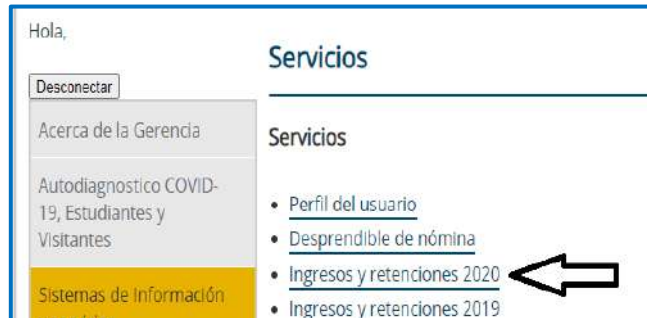 Hola,
Desconectar
Acerca de la Gerencia
Autodiagnostico COVID-
19, Estudiantes y
Visitantes
Sistemas de Información
Servicios
Servicios
Perfil del usuario
Desprendible de nómina
Ingresos y retenciones 2020
Ingresos y retenciones 2019